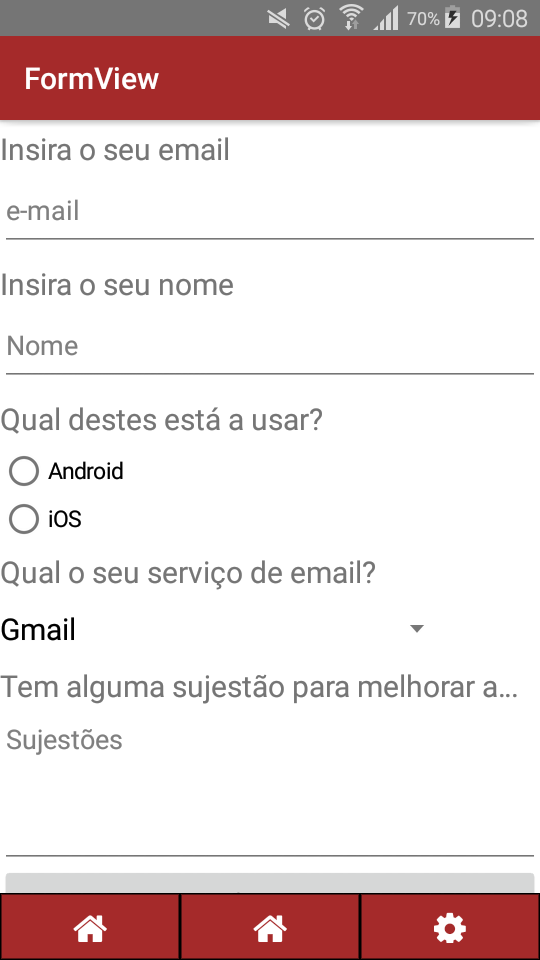 70% 09:08
FormView
Insira o seu email
e-mail
Insira o seu nome
Nome
Qual destes está a usar?
Android
iOS
Qual o seu serviço de email?
Gmail
Tem alguma sujestão para melhorar a...
Sujestões